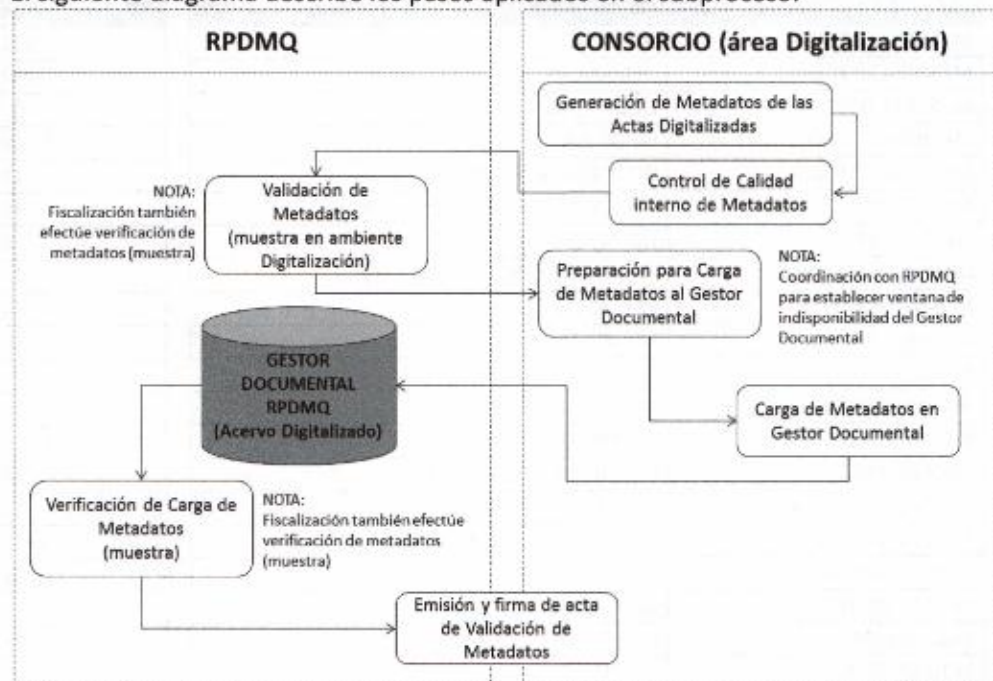 El siguiente diagrama describe los pasos aplicados en el subproceso:
RPDMQ
CONSORCIO (área Digitalización)
Generación de Metadatos de las
Actas Digitalizadas
Control de Calidad
interno de Metadatos
NOTA:
Fiscalización también
efectúe verificación de
metadatos (muestra)
Validación de
Metadatos
(muestra en ambiente
Digitalización)
Preparación para Carga
de Metadatos al Gestor
Documental
NOTA:
Coordinación con RPDMQ
para establecer ventana de
indisponibilidad del Gestor
Documental
GESTOR
DOCUMENTAL
RPDMQ
(Acervo Digitalizado)
Carga de Metadatos en
Gestor Documental
Verificación de Carga de
Metadatos
(muestra)
NOTA:
Fiscalización también efectúe
verificación de metadatos
(muestra)
Emisión y firma de acta
de Validación de
Metadatos